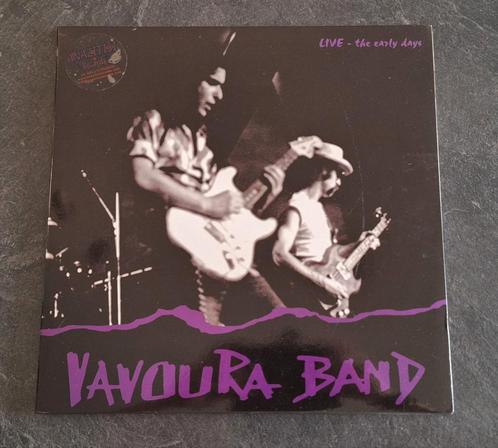 LIVE - the early days
VAVOURA BAND